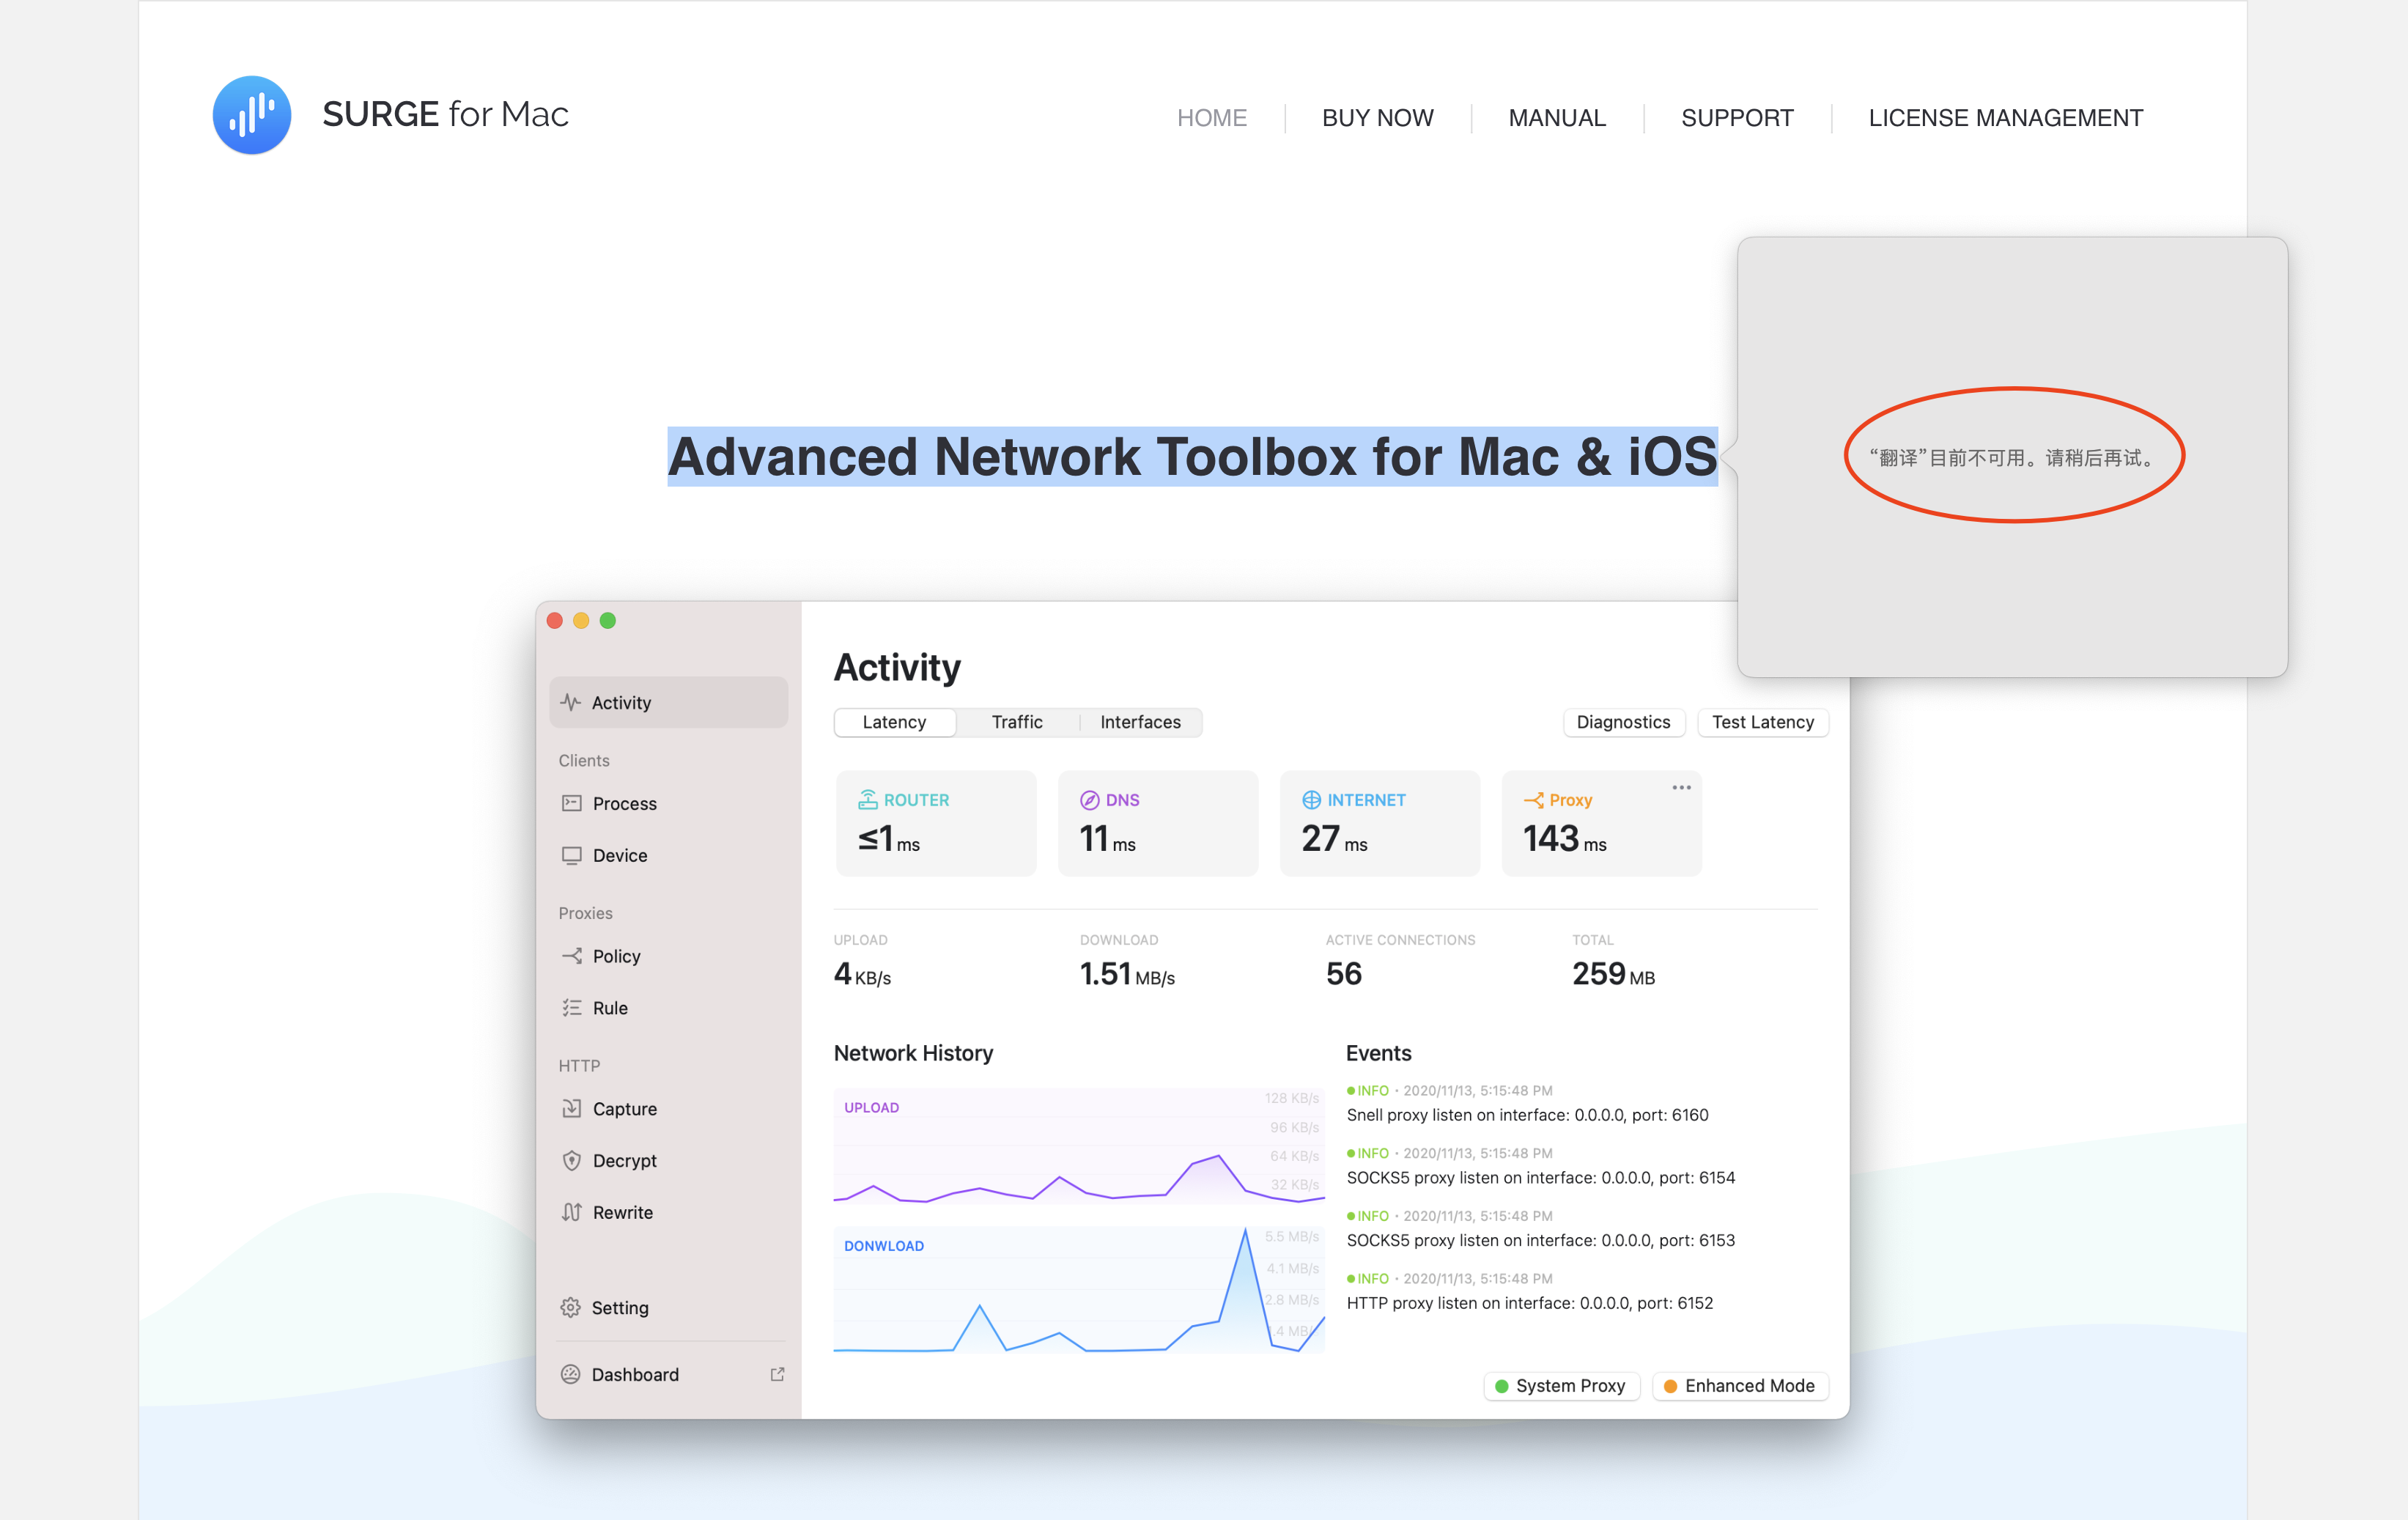 SURGE for Mac
HOME
BUY NOW
MANUAL
SUPPORT
LICENSE MANAGEMENT
Advanced Network Toolbox for Mac & iOS
“翻译”目前不可用。请稍后再试。
Activity
Clients
Process
Device
Proxies
Policy
Rule
HTTP
Capture
Decrypt
Rewrite
Setting
Dashboard
Activity
Latency
Traffic
Interfaces
Diagnostics
Test Latency
ROUTER
≤1 ms
DNS
11 ms
INTERNET
27 ms
Proxy
143 ms
UPLOAD
4 KB/s
DOWNLOAD
1.51 MB/s
ACTIVE CONNECTIONS
56
TOTAL
259 MB
Network History
UPLOAD
128 KB/s
96 KB/s
64 KB/s
32 KB/s
DONWLOAD
5.5 MB/s
4.1 MB/s
2.8 MB/s
1.4 MB/s
Events
INFO · 2020/11/13, 5:15:48 PM
Snell proxy listen on interface: 0.0.0.0, port: 6160
INFO · 2020/11/13, 5:15:48 PM
SOCKS5 proxy listen on interface: 0.0.0.0, port: 6154
INFO · 2020/11/13, 5:15:48 PM
SOCKS5 proxy listen on interface: 0.0.0.0, port: 6153
INFO · 2020/11/13, 5:15:48 PM
HTTP proxy listen on interface: 0.0.0.0, port: 6152
System Proxy
Enhanced Mode